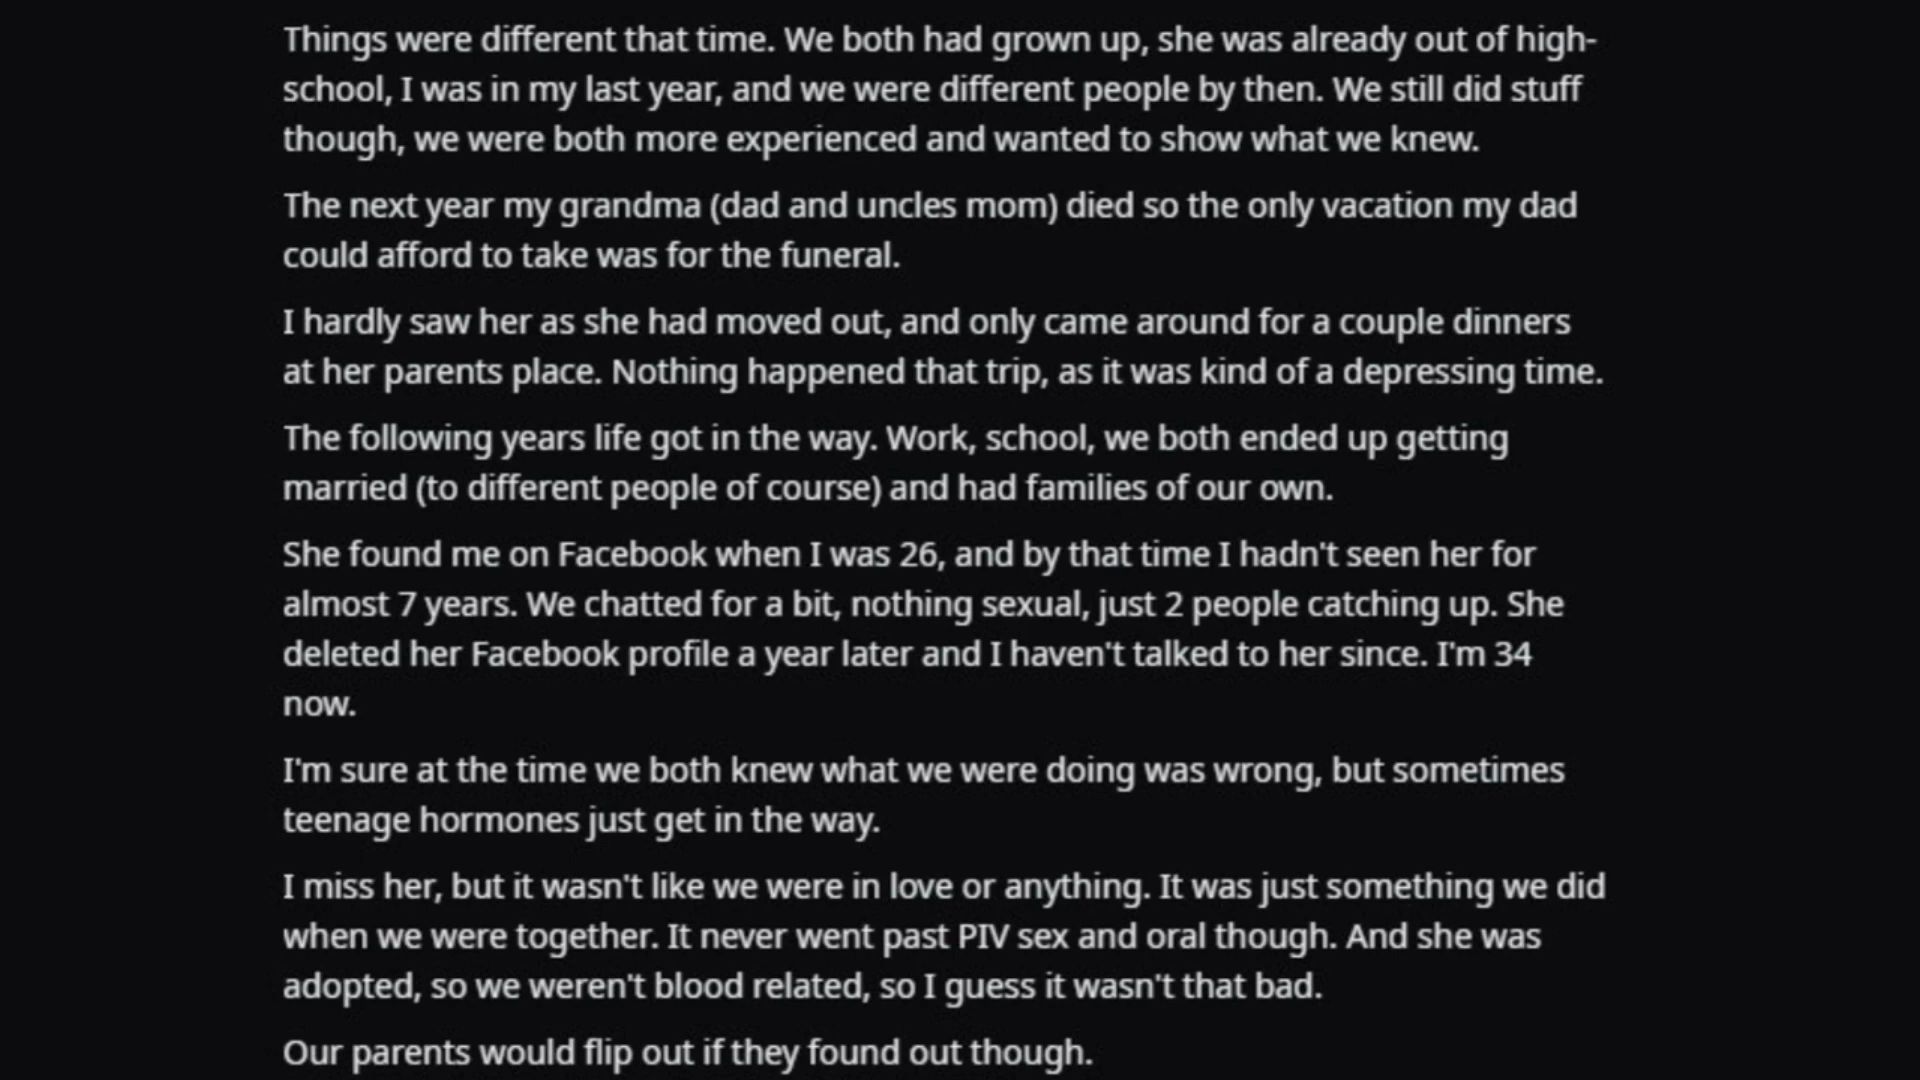 Things were different that time. We both had grown up, she was already out of high-
school, I was in my last year, and we were different people by then. We still did stuff
though, we were both more experienced and wanted to show what we knew.
The next year my grandma (dad and uncles mom) died so the only vacation my dad
could afford to take was for the funeral.
I hardly saw her as she had moved out, and only came around for a couple dinners
at her parents place. Nothing happened that trip, as it was kind of a depressing time.
The following years life got in the way. Work, school, we both ended up getting
married (to different people of course) and had families of our own.
She found me on Facebook when I was 26, and by that time I hadn't seen her for
almost 7 years. We chatted for a bit, nothing sexual, just 2 people catching up. She
deleted her Facebook profile a year later and I haven't talked to her since. I'm 34
now.
I'm sure at the time we both knew what we were doing was wrong, but sometimes
teenage hormones just get in the way.
I miss her, but it wasn't like we were in love or anything. It was just something we did
when we were together. It never went past PIV sex and oral though. And she was
adopted, so we weren't blood related, so I guess it wasn't that bad.
Our parents would flip out if they found out though.